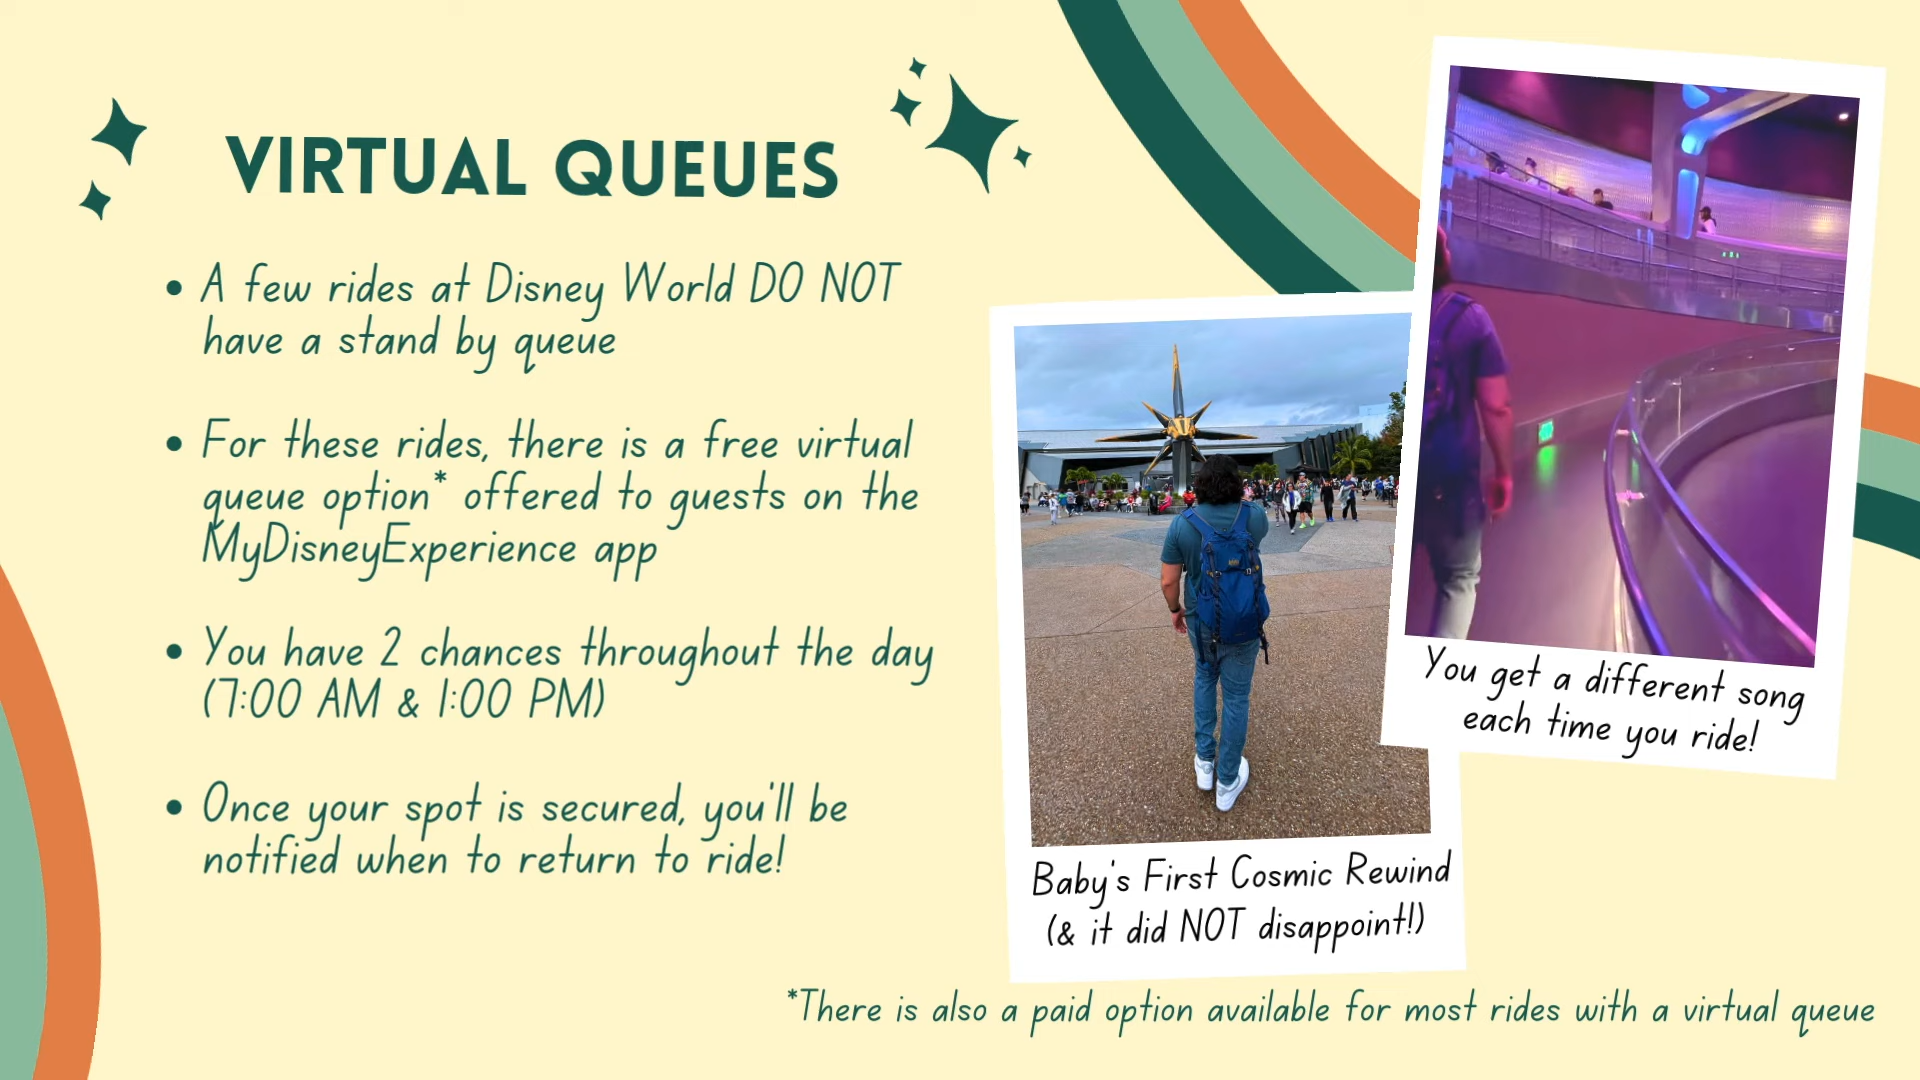 VIRTUAL QUEUES
• A few rides at Disney World DO NOT
have a stand by queue
• For these rides, there is a free virtual
queue option* offered to guests on the
MyDisneyExperience app
• You have 2 chances throughout the day
(7:00 AM & 1:00 PM)
• Once your spot is secured, you'll be
notified when to return to ride!
You get a different song
each time you ride!
Baby's First Cosmic Rewind
(& it did NOT disappoint!)
*There is also a paid option available for most rides with a virtual queue